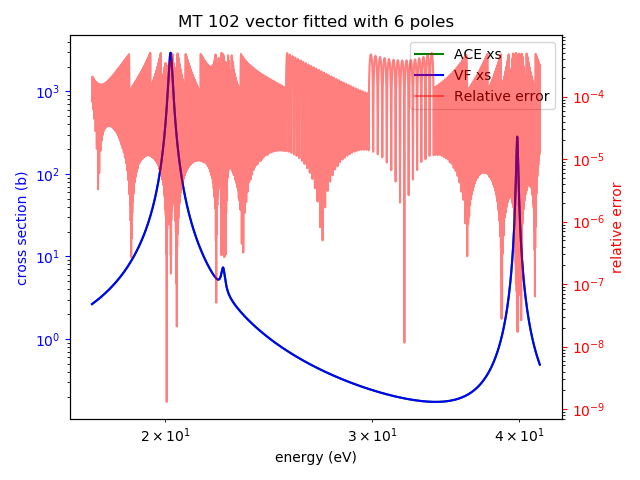 MT 102 vector fitted with 6 poles
ACE xs
VF xs
Relative error
cross section (b)
10³
10²
10¹
10⁰
10⁻⁴
10⁻⁵
10⁻⁶
10⁻⁷
10⁻⁸
10⁻⁹
relative error
2 × 10¹
3 × 10¹
4 × 10¹
energy (eV)